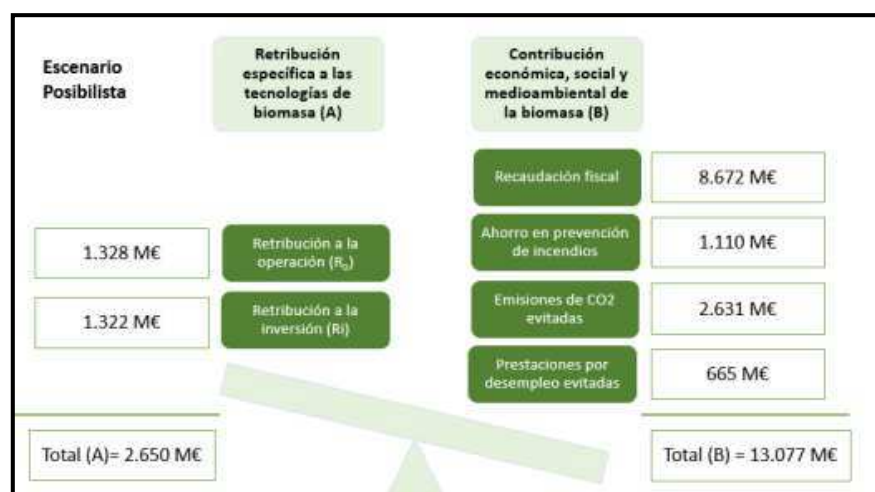 Escenario
Posibilista
Retribución
específica a las
tecnologías de
biomasa (A)
Contribución
económica, social y
medioambiental de
la biomasa (B)
Recaudación fiscal
8.672 M€
Ahorro en prevención
de incendios
1.110 M€
1.328 M€
Retribución a la
operación (R₀)
Emisiones de CO2
evitadas
2.631 M€
1.322 M€
Retribución a la
inversión (Ri)
Prestaciones por
desempleo evitadas
665 M€
Total (A)= 2.650 M€
Total (B) = 13.077 M€